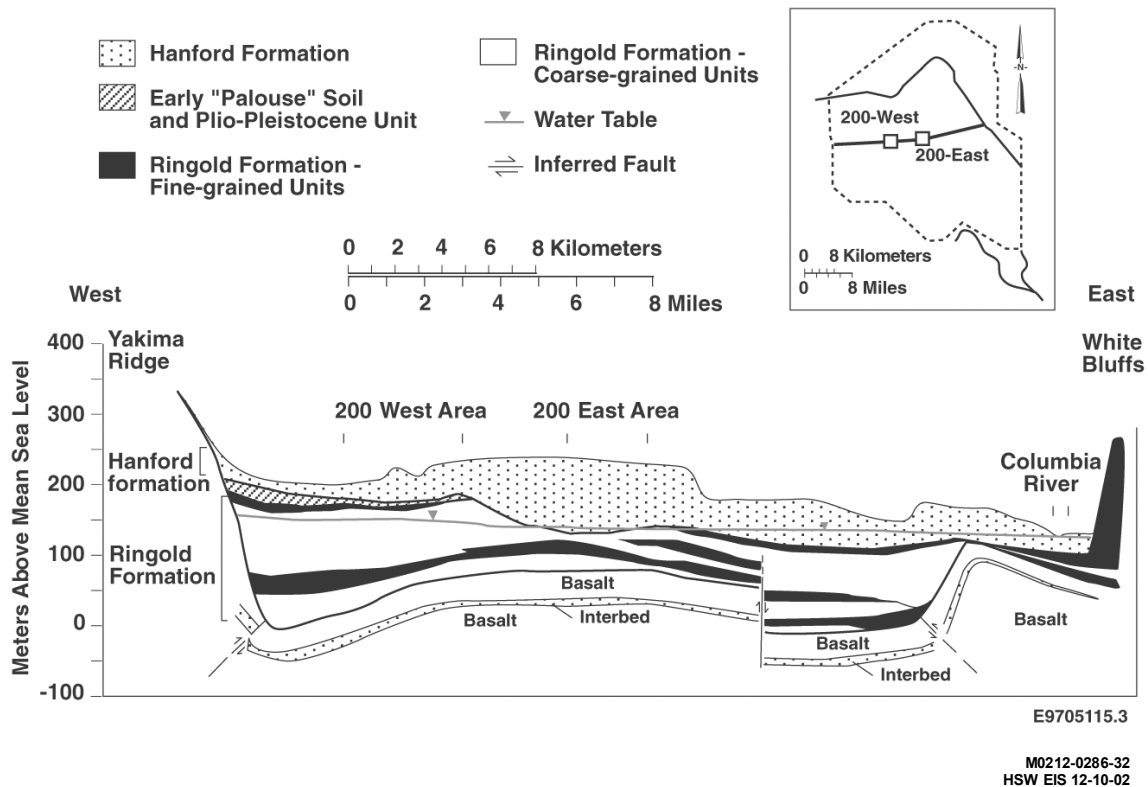 Hanford Formation
Early "Palouse" Soil
and Plio-Pleistocene Unit
Ringold Formation -
Fine-grained Units
Ringold Formation -
Coarse-grained Units
Water Table
Inferred Fault
-N-
200-West
200-East
0 8 Kilometers
0 8 Miles
0 2 4 6 8 Kilometers
0 2 4 6 8 Miles
West
East
Yakima
Ridge
White
Bluffs
Meters Above Mean Sea Level
400
300
200
100
0
-100
200 West Area
200 East Area
Hanford
formation
Ringold
Formation
Columbia
River
Basalt
Basalt
Interbed
Basalt
Interbed
Basalt
E9705115.3
M0212-0286-32
HSW EIS 12-10-02